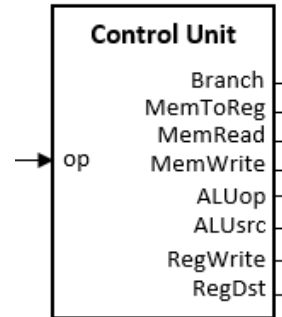 Control Unit
Branch
MemToReg
MemRead
op
MemWrite
ALUop
ALUsrc
RegWrite
RegDst